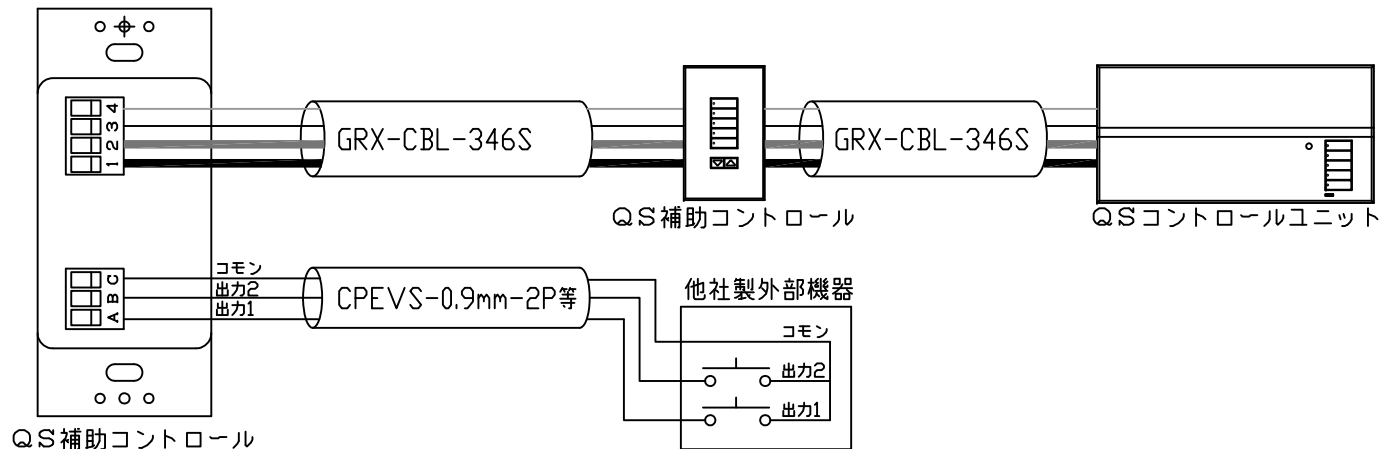 4
3
2
1
GRX-CBL-346S
GRX-CBL-346S
QS補助コントロール
QSコントロールユニット
C
B
A
コモン
出力2
出力1
CPEVS-0.9mm-2P等
他社製外部機器
コモン
出力2
出力1
QS補助コントロール